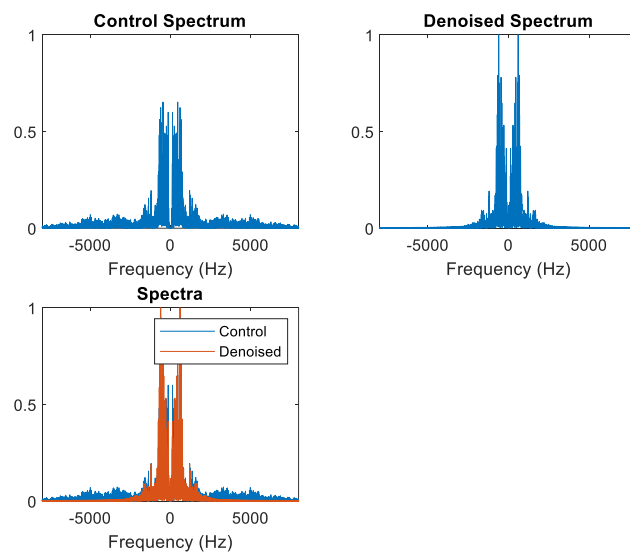 Control Spectrum
1
0.5
0
-5000 0 5000
Frequency (Hz)
Denoised Spectrum
1
0.5
0
-5000 0 5000
Frequency (Hz)
Spectra
1
0.5
0
Control
Denoised
-5000 0 5000
Frequency (Hz)